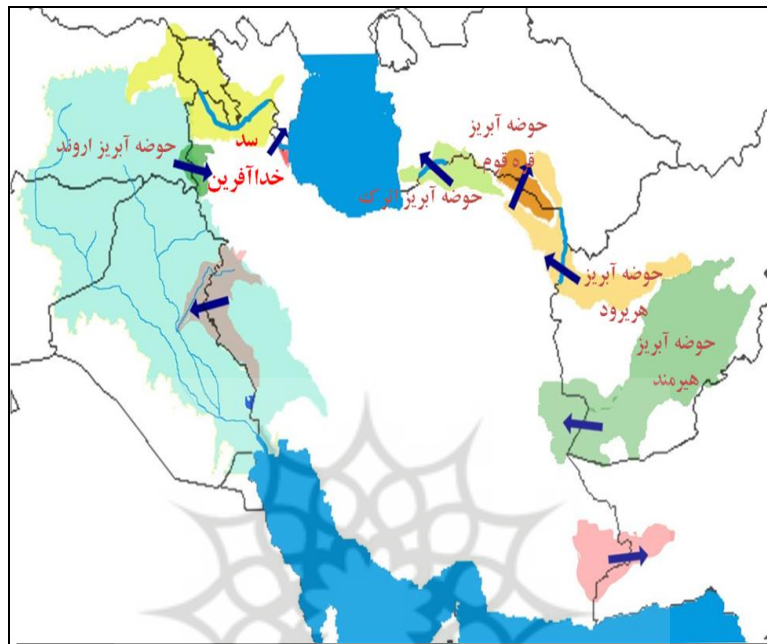 حوضه آبریز
قره قوم
حوضه آبریز اروند
سد
خداآفرین
حوضه آبریز اترک
حوضه آبریز
هریرود
حوضه آبریز
هیرمند